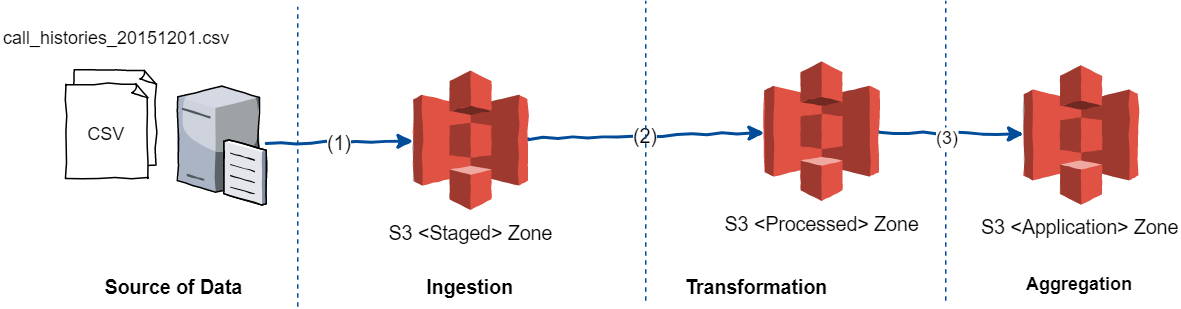 call_histories_20151201.csv
CSV
(1)
(2)
(3)
S3 <Staged> Zone
S3 <Processed> Zone
S3 <Application> Zone
Source of Data
Ingestion
Transformation
Aggregation